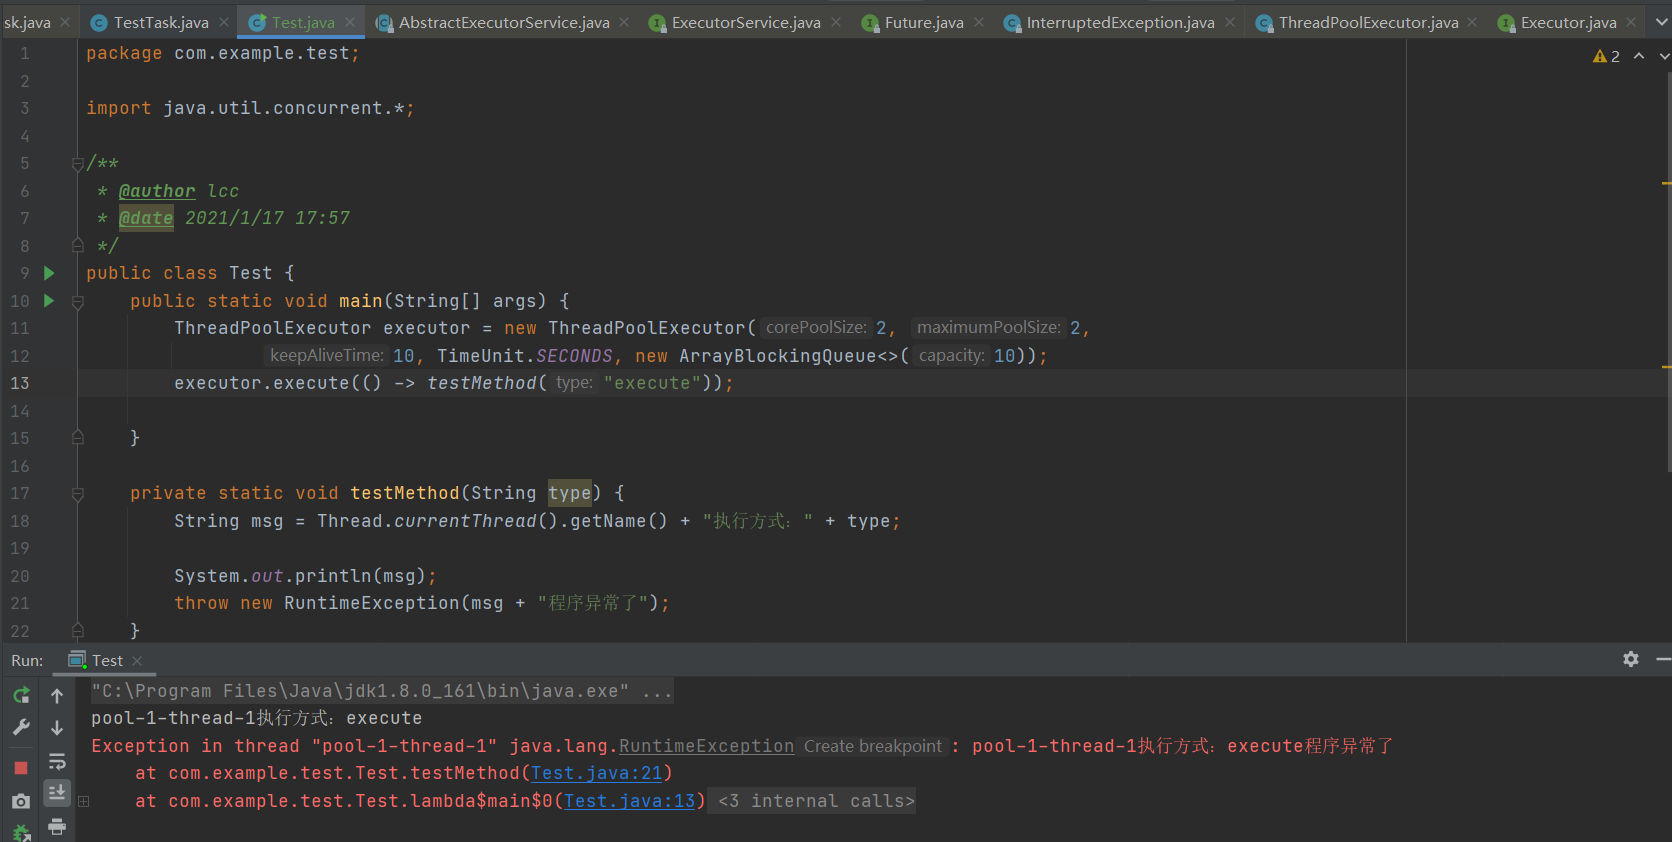 sk.java TestTask.java Test.java AbstractExecutorService.java ExecutorService.java Future.java InterruptedException.java ThreadPoolExecutor.java Executor.java
1 package com.example.test; 2
2
3 import java.util.concurrent.*;
4
5 /**
6  * @author lcc
7  * @date 2021/1/17 17:57
8  */
9 public class Test {
10 public static void main(String[] args) {
11 ThreadPoolExecutor executor = new ThreadPoolExecutor( corePoolSize: 2, maximumPoolSize: 2,
12 keepAliveTime: 10, TimeUnit.SECONDS, new ArrayBlockingQueue<>( capacity: 10));
13 executor.execute(() -> testMethod( type: "execute"));
14
15 }
16
17 private static void testMethod(String type) {
18 String msg = Thread.currentThread().getName() + "执行方式：" + type;
19
20 System.out.println(msg);
21 throw new RuntimeException(msg + "程序异常了");
22 }
Run: Test
"C:\Program Files\Java\jdk1.8.0_161\bin\java.exe" ...
pool-1-thread-1执行方式：execute
Exception in thread "pool-1-thread-1" java.lang.RuntimeException Create breakpoint : pool-1-thread-1执行方式：execute程序异常了
at com.example.test.Test.testMethod(Test.java:21)
at com.example.test.Test.lambda$main$0(Test.java:13) <3 internal calls>